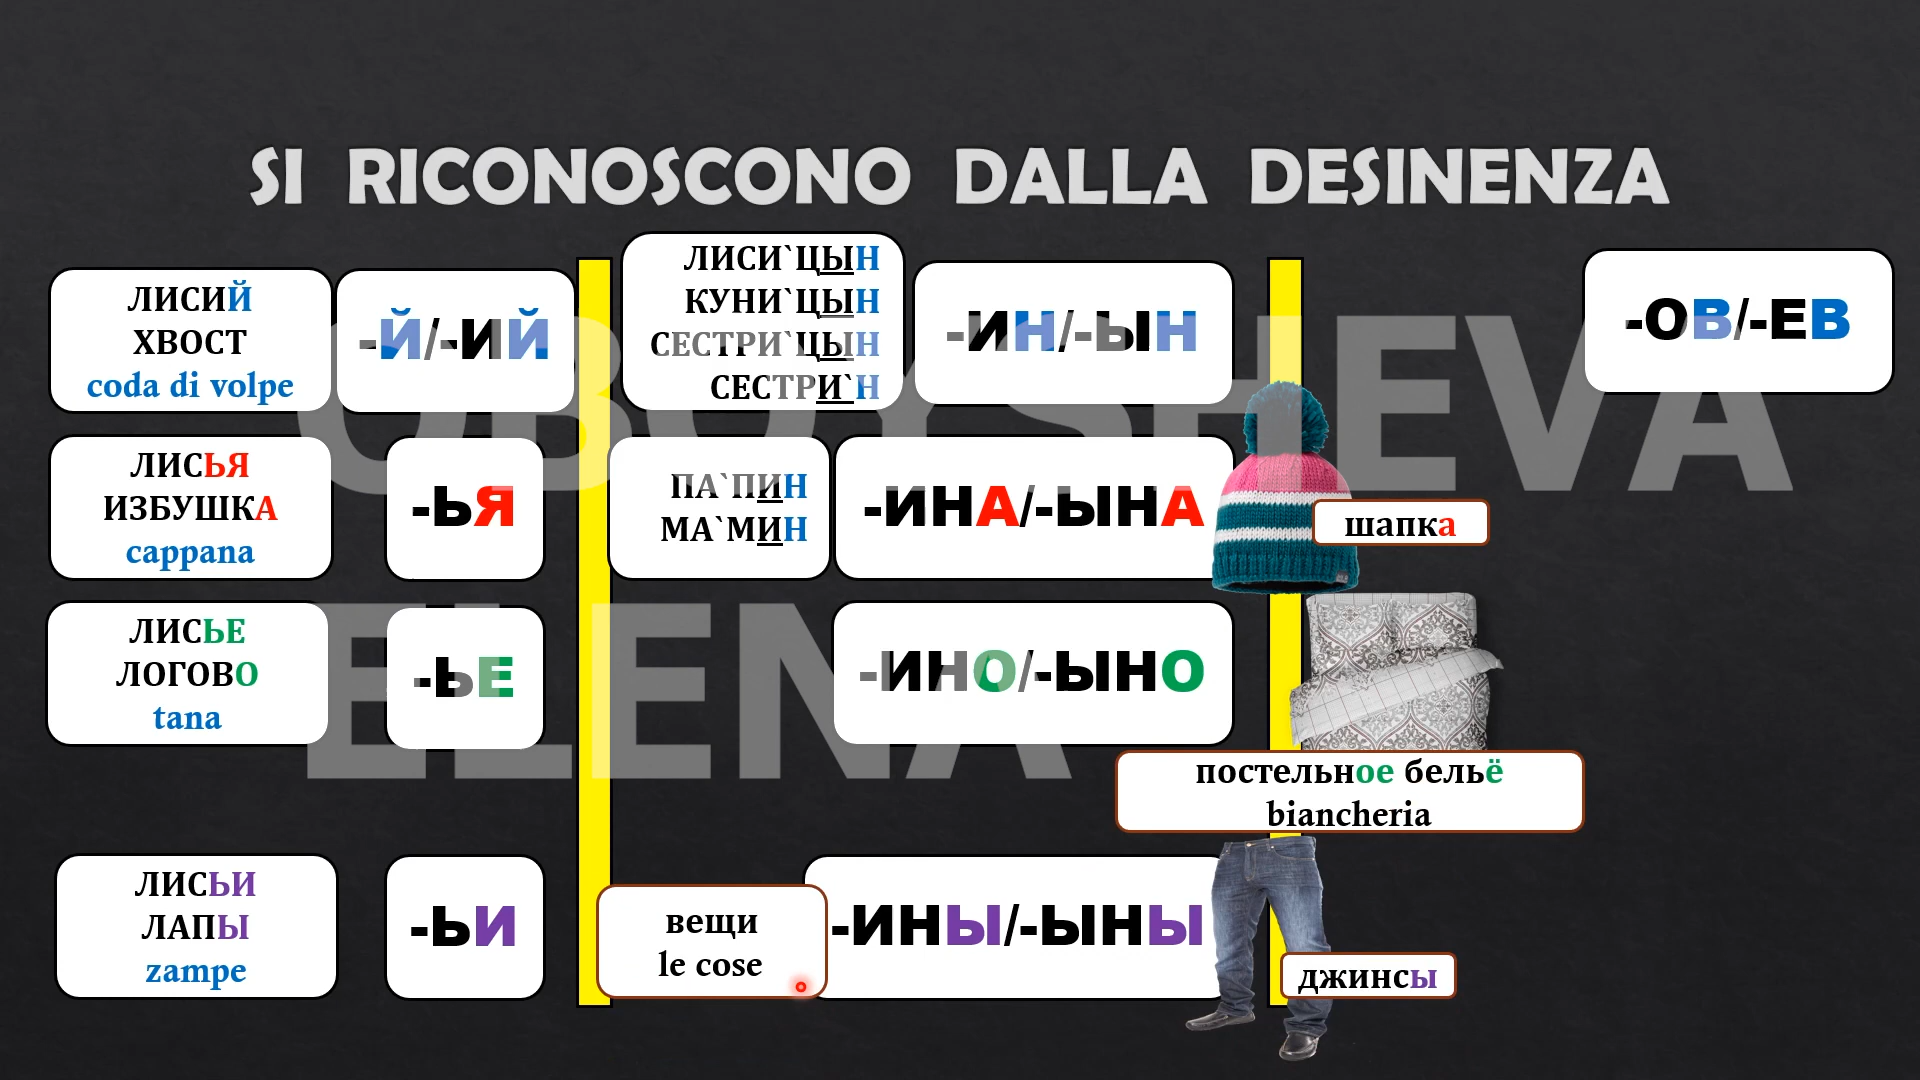 SI RICONOSCONO DALLA DESINENZA
ЛИСИЙ
ХВОСТ
coda di volpe
-Й/-ИЙ
ЛИСИ`ЦЫН
КУНИ`ЦЫН
СЕСТРИ`ЦЫН
СЕСТРИ`Н
-ИН/-ЫН
-ОВ/-ЕВ
ЛИСЬЯ
ИЗБУШКА
cappana
-ЬЯ
ПА`ПИН
МА`МИН
-ИНА/-ЫНА
шапка
ЛИСЬЕ
ЛОГОВО
tana
-ЬЕ
-ИНО/-ЫНО
постельное бельё
biancheria
ЛИСЬИ
ЛАПЫ
zampe
-ЬИ
вещи
le cose
-ИНЫ/-ЫНЫ
джинсы
OBOYSHEVA
ELENA